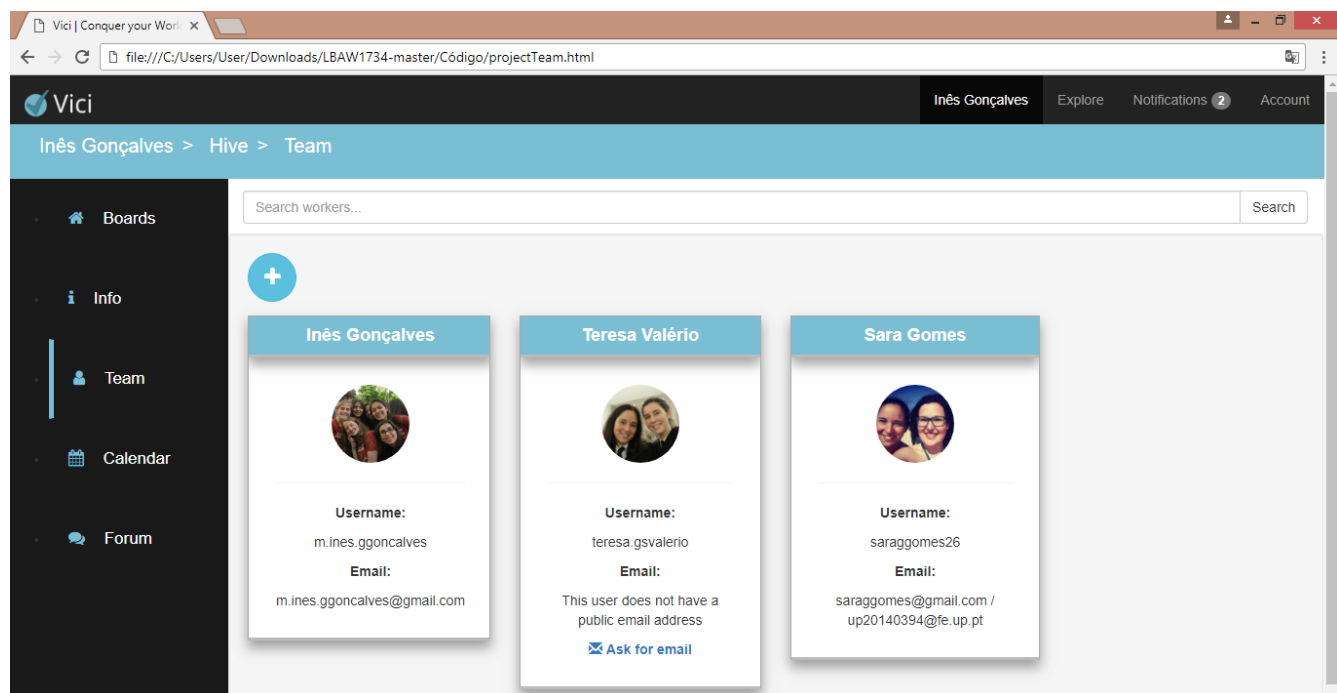 Vici | Conquer your Work
file:///C:/Users/User/Downloads/LBAW1734-master/Código/projectTeam.html
Vici
Inês Gonçalves Explore Notifications 2 Account
Inês Gonçalves > Hive > Team
Boards
Info
Team
Calendar
Forum
Search workers... Search
+
Inês Gonçalves
Username:
m.ines.ggoncalves
Email:
m.ines.ggoncalves@gmail.com
Teresa Valério
Username:
teresa.gsvalerio
Email:
This user does not have a
public email address
Ask for email
Sara Gomes
Username:
saraggomes26
Email:
saraggomes@gmail.com /
up20140394@fe.up.pt